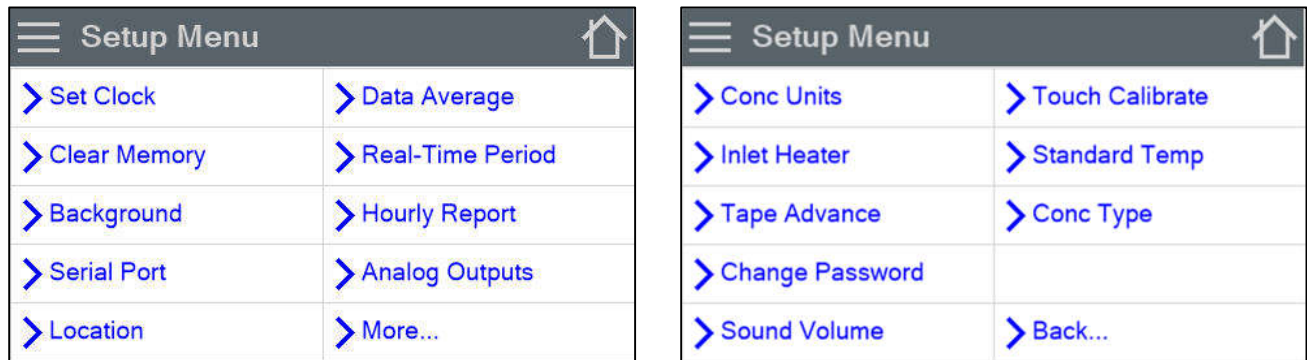 Setup Menu
Set Clock
Data Average
Clear Memory
Real-Time Period
Background
Hourly Report
Serial Port
Analog Outputs
Location
More...
Setup Menu
Conc Units
Touch Calibrate
Inlet Heater
Standard Temp
Tape Advance
Conc Type
Change Password
Sound Volume
Back...